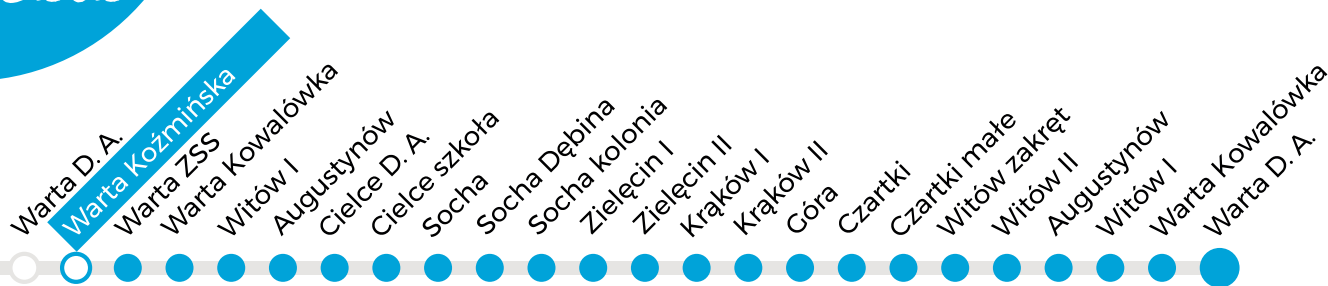 Warta D. A.
Warta Koźmińska
Warta ZSS
Warta Kowalówka
Witów I
Augustynów
Cielce D. A.
Cielce szkoła
Socha
Socha Dębina
Socha kolonia
Zielęcin I
Zielęcin II
Krąków I
Krąków II
Góra
Czartki
Czartki małe
Witów zakręt
Witów II
Augustynów
Witów I
Warta Kowalówka
Warta D. A.